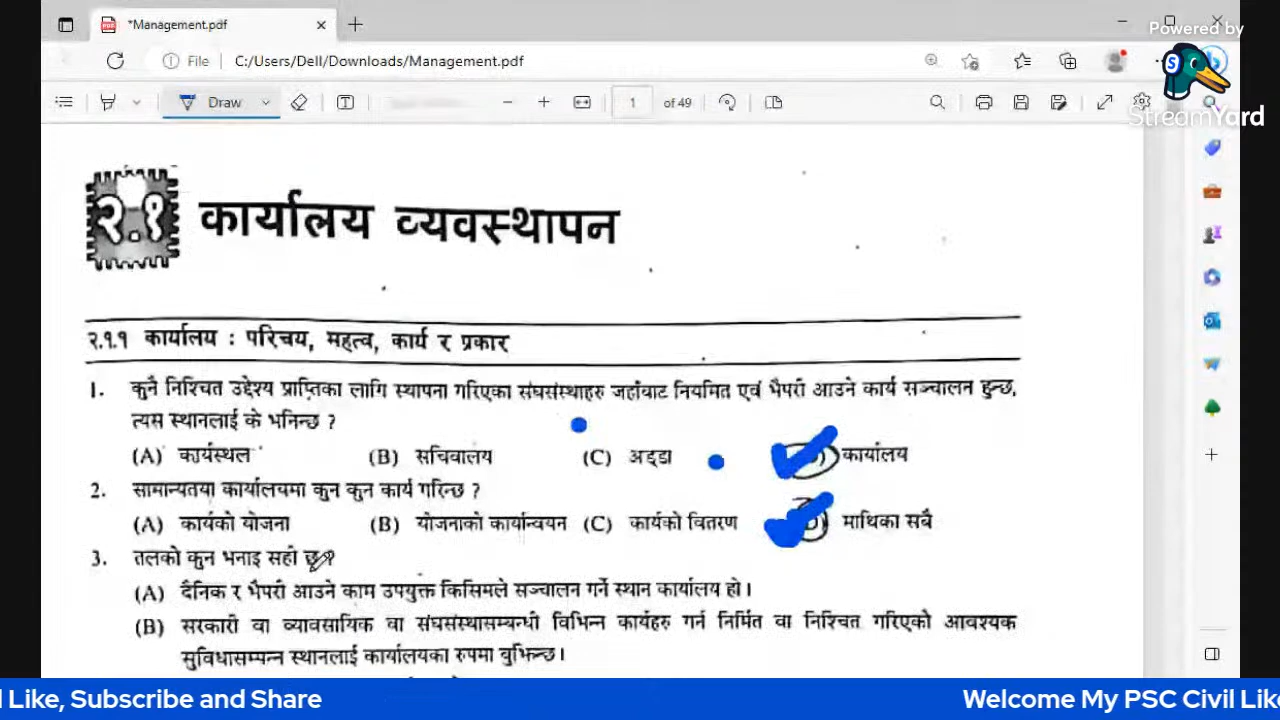 *Management.pdf
Powered by
File
C:/Users/Dell/Downloads/Management.pdf
Draw
1 of 49
StreamYard
२.१ कार्यालय व्यवस्थापन
२.१.१ कार्यालय : परिचय, महत्व, कार्य र प्रकार
1. कुनै निश्चित उद्देश्य प्राप्तिका लागि स्थापना गरिएका संघसंस्थाहरु जहाँबाट नियमित एवं भैपरी आउने कार्य सञ्चालन हुन्छ,
त्यस स्थानलाई के भनिन्छ ?
(A) कार्यस्थल (B) सचिवालय (C) अड्डा कार्यालय
2. सामान्यतया कार्यालयमा कुन कुन कार्य गरिन्छ ?
(A) कार्यको योजना (B) योजनाको कार्यान्वयन (C) कार्यको वितरण (D) माथिका सबै
3. तलको कुन भनाइ सही छ ?
(A) दैनिक र भैपरी आउने काम उपयुक्त किसिमले सञ्चालन गर्ने स्थान कार्यालय हो।
(B) सरकारी वा व्यावसायिक वा संघसंस्थासम्बन्धी विभिन्न कार्यहरु गर्न निर्मित वा निश्चित गरिएको आवश्यक
सुविधासम्पन्न स्थानलाई कार्यालयका रुपमा बुझिन्छ।
Like, Subscribe and Share
Welcome My PSC Civil